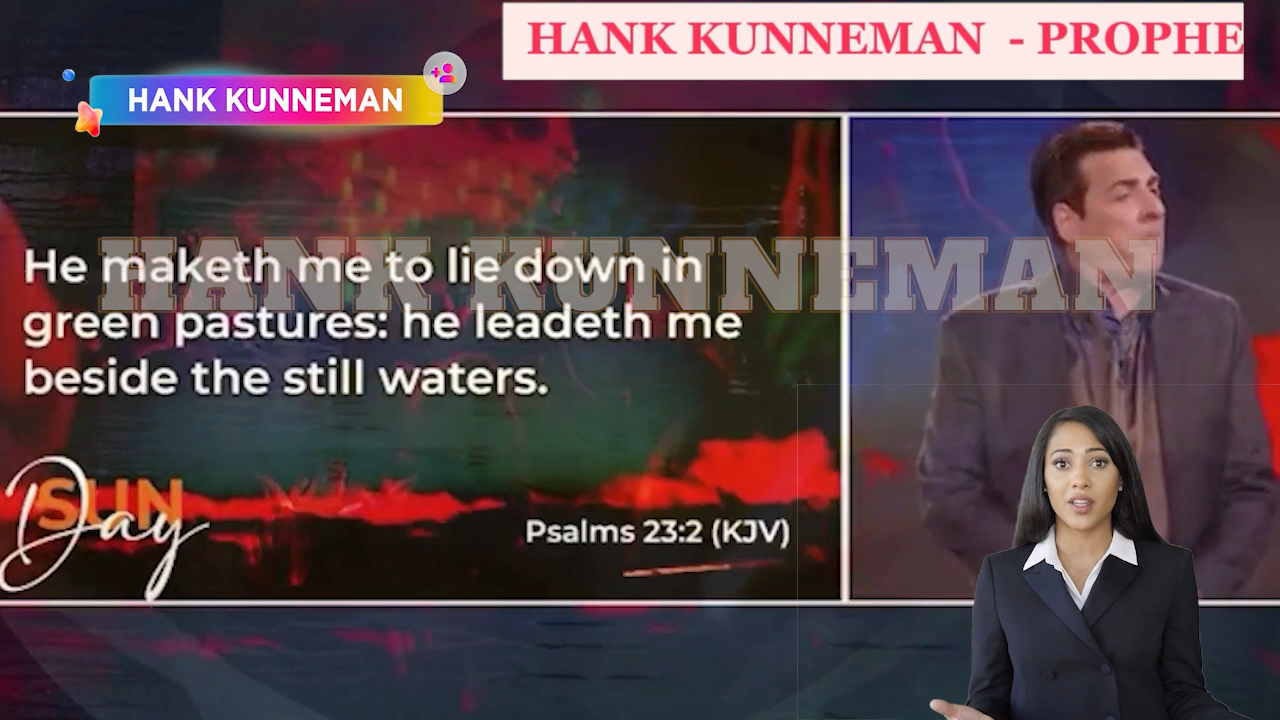 HANK KUNNEMAN - PROPHE
HANK KUNNEMAN
HANK KUNNEMAN
He maketh me to lie down in
green pastures: he leadeth me
beside the still waters.
SUN
Day
Psalms 23:2 (KJV)